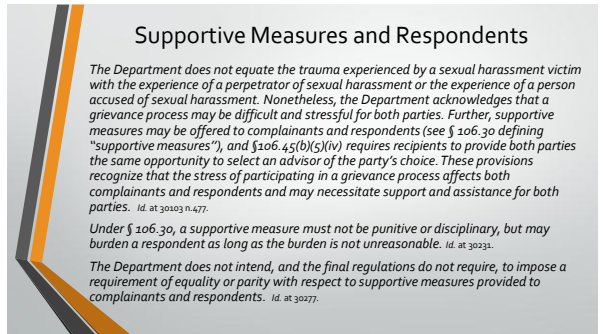 Supportive Measures and Respondents
The Department does not equate the trauma experienced by a sexual harassment victim
with the experience of a perpetrator of sexual harassment or the experience of a person
accused of sexual harassment. Nonetheless, the Department acknowledges that a
grievance process may be difficult and stressful for both parties. Further, supportive
measures may be offered to complainants and respondents (see § 106.30 defining
“supportive measures”), and §106.45(b)(5)(iv) requires recipients to provide both parties
the same opportunity to select an advisor of the party’s choice. These provisions
recognize that the stress of participating in a grievance process affects both
complainants and respondents and may necessitate support and assistance for both
parties. Id. at 30103 n.477.
Under § 106.30, a supportive measure must not be punitive or disciplinary, but may
burden a respondent as long as the burden is not unreasonable. Id. at 30231.
The Department does not intend, and the final regulations do not require, to impose a
requirement of equality or parity with respect to supportive measures provided to
complainants and respondents. Id. at 30277.